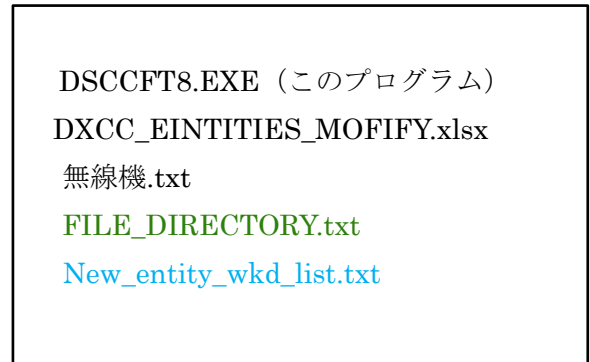 DSCCFT8.EXE（このプログラム）
DXCC_EINTITIES_MOFIFY.xlsx
無線機.txt
FILE_DIRECTORY.txt
New_entity_wkd_list.txt